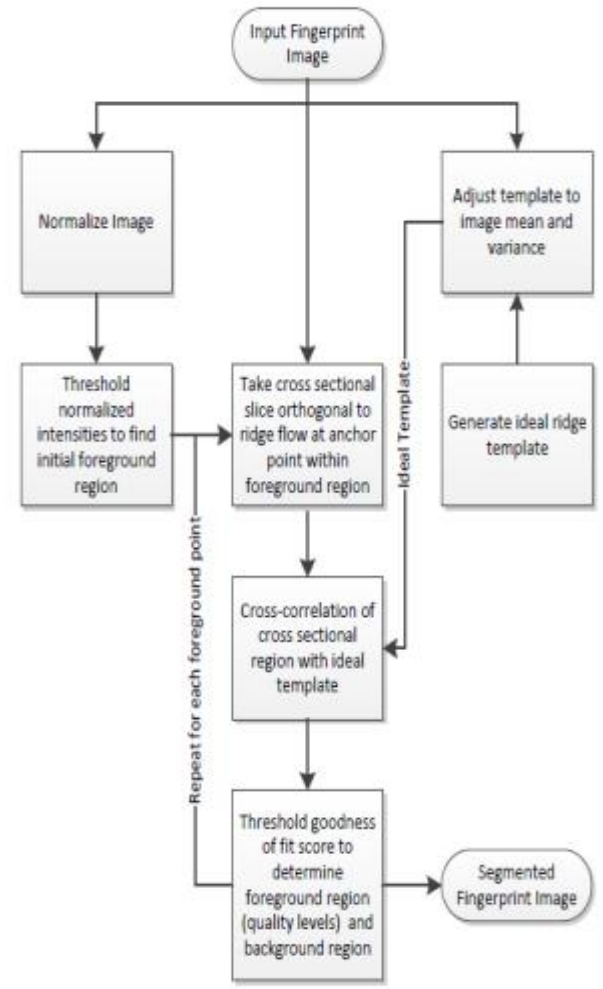 Input Fingerprint
Image
Normalize Image
Adjust template to
image mean and
variance
Threshold
normalized
intensities to find
initial foreground
region
Take cross sectional
slice orthogonal to
ridge flow at anchor
point within
foreground region
Ideal Template
Generate ideal ridge
template
Repeat for each foreground point
Cross-correlation of
cross sectional
region with ideal
template
Threshold goodness
of fit score to
determine
foreground region
(quality levels) and
background region
Segmented
Fingerprint Image